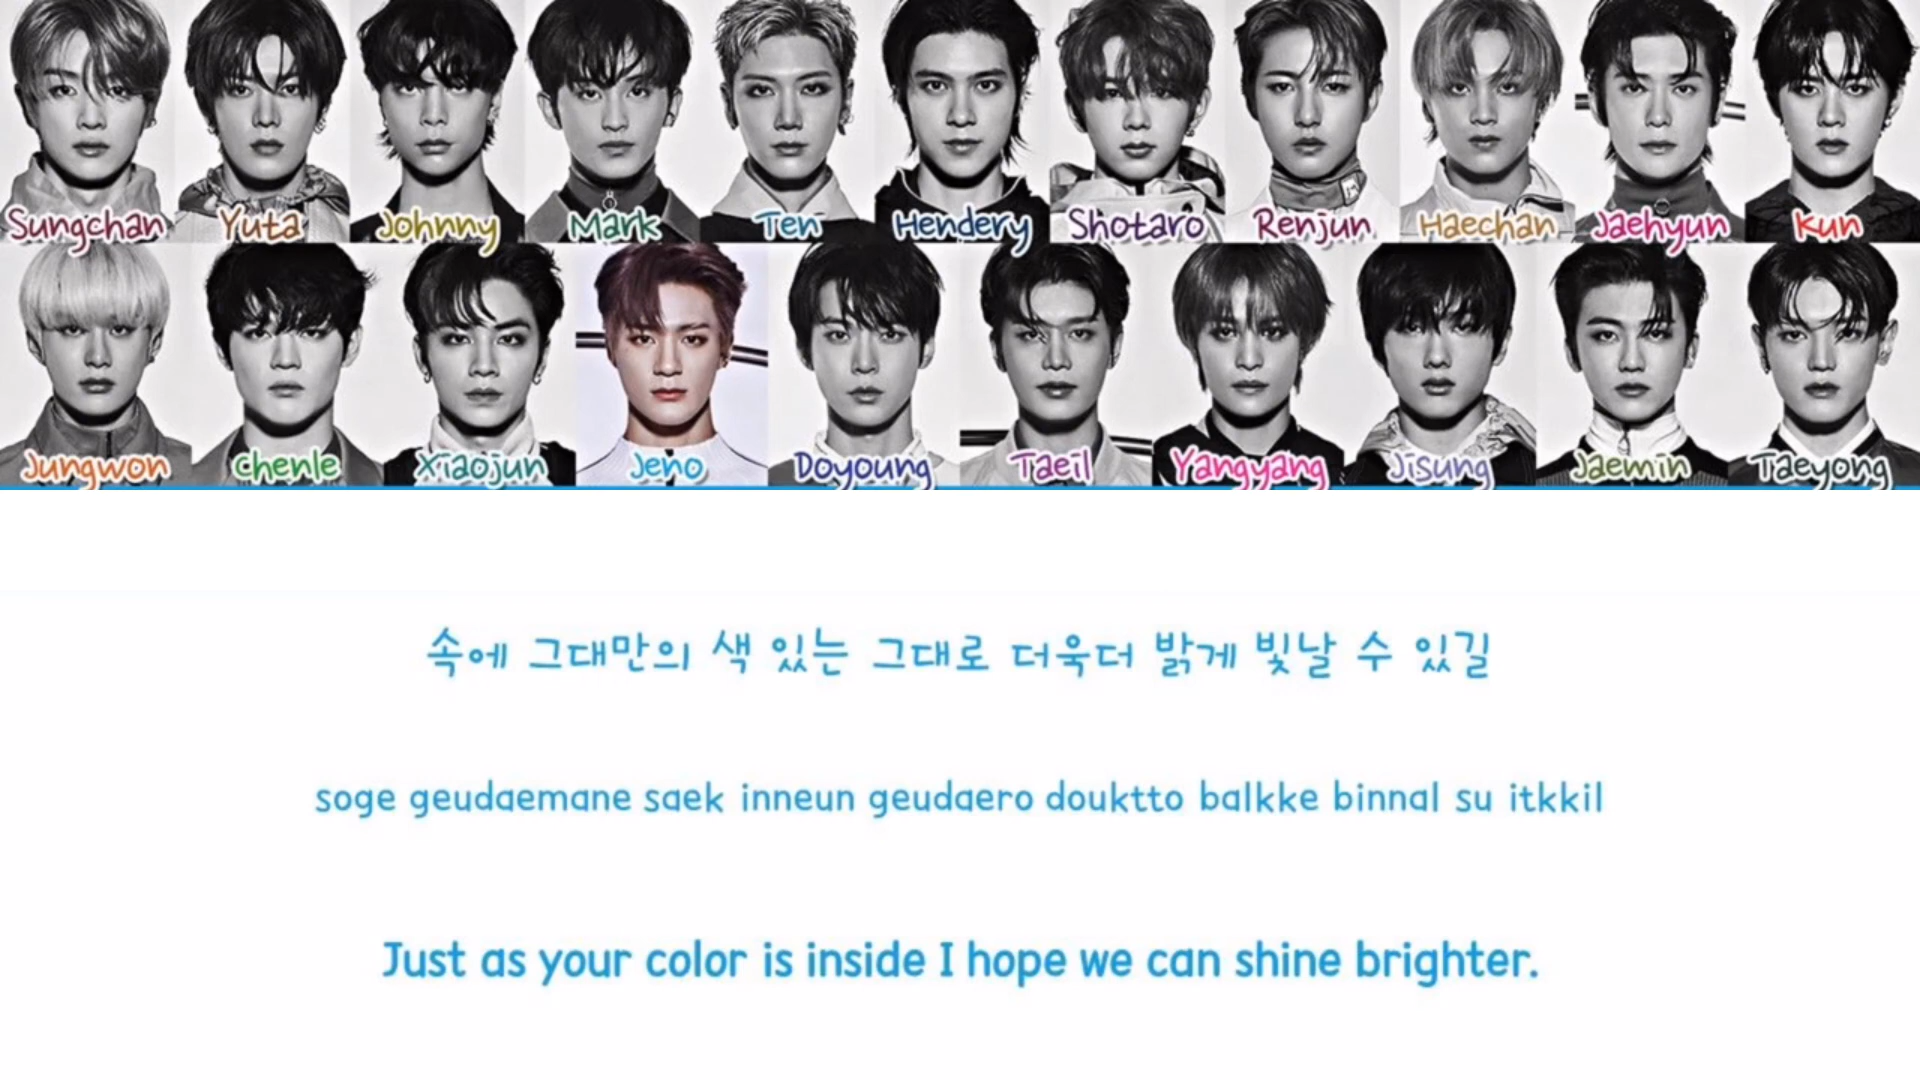 Sungchan Yuta Johnny Mark Ten Hendery Shotaro Renjun Haechan Jaehyun Kun
Jungwon Chenle Xiaojun Jeno Doyoung Taeil Yangyang Jisung Jaemin Taeyong
속에 그대만의 색 있는 그대로 더욱더 밝게 빛날 수 있길
soge geudaemane saek inneun geudaero douktto balkke binnal su itkkil
Just as your color is inside I hope we can shine brighter.